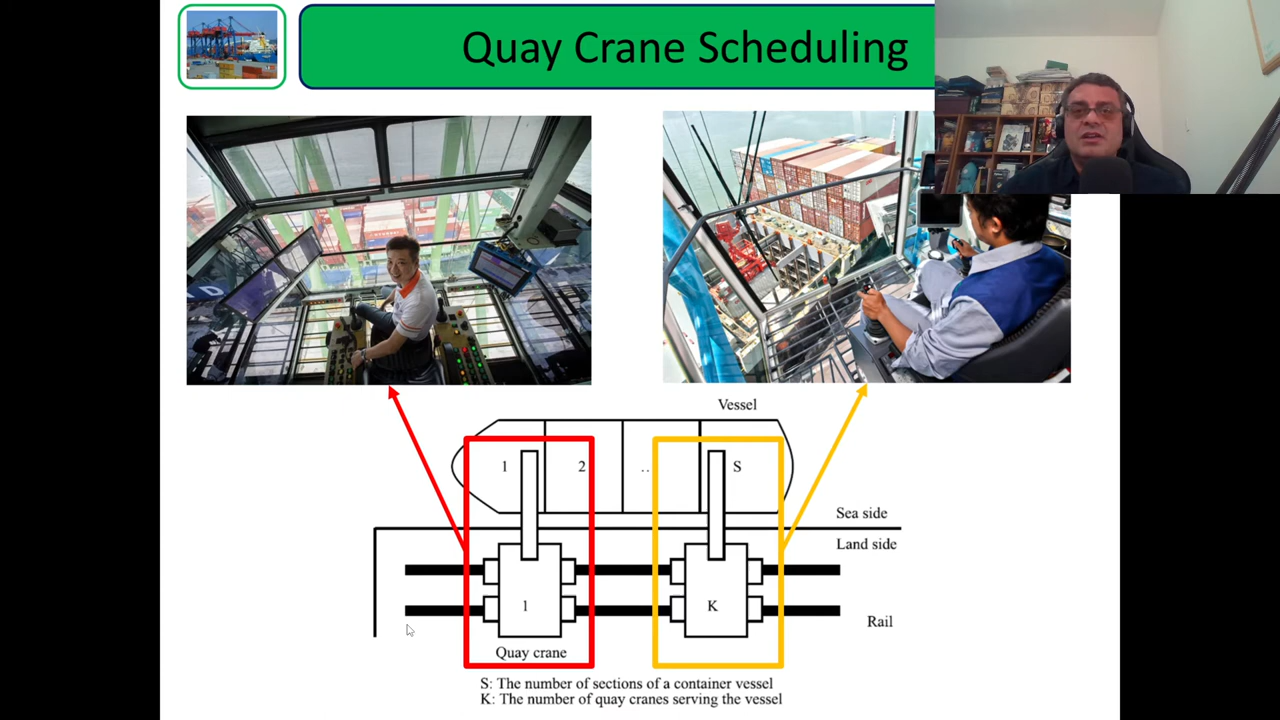 Quay Crane Scheduling
Vessel
1
2
..
S
Sea side
Land side
1
K
Rail
Quay crane
S: The number of sections of a container vessel
K: The number of quay cranes serving the vessel